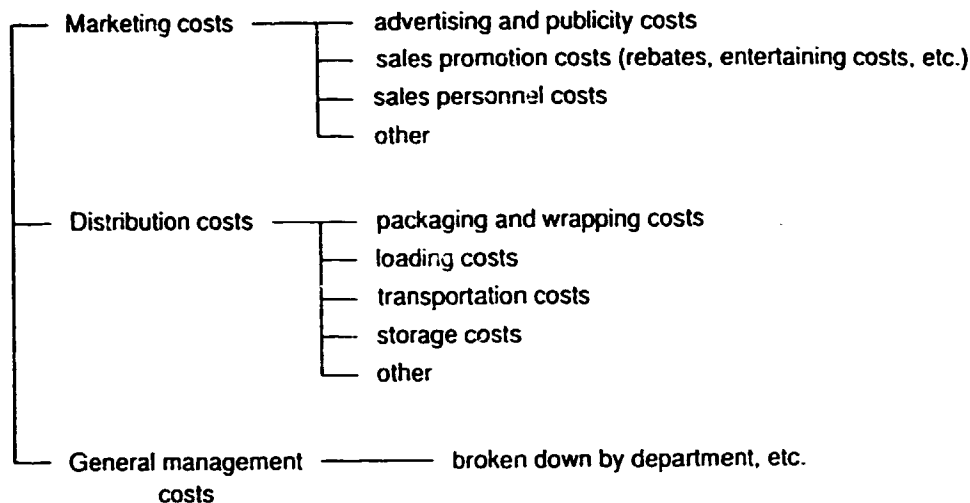 Marketing costs
advertising and publicity costs
sales promotion costs (rebates, entertaining costs, etc.)
sales personnel costs
other
Distribution costs
packaging and wrapping costs
loading costs
transportation costs
storage costs
other
General management
costs
broken down by department, etc.